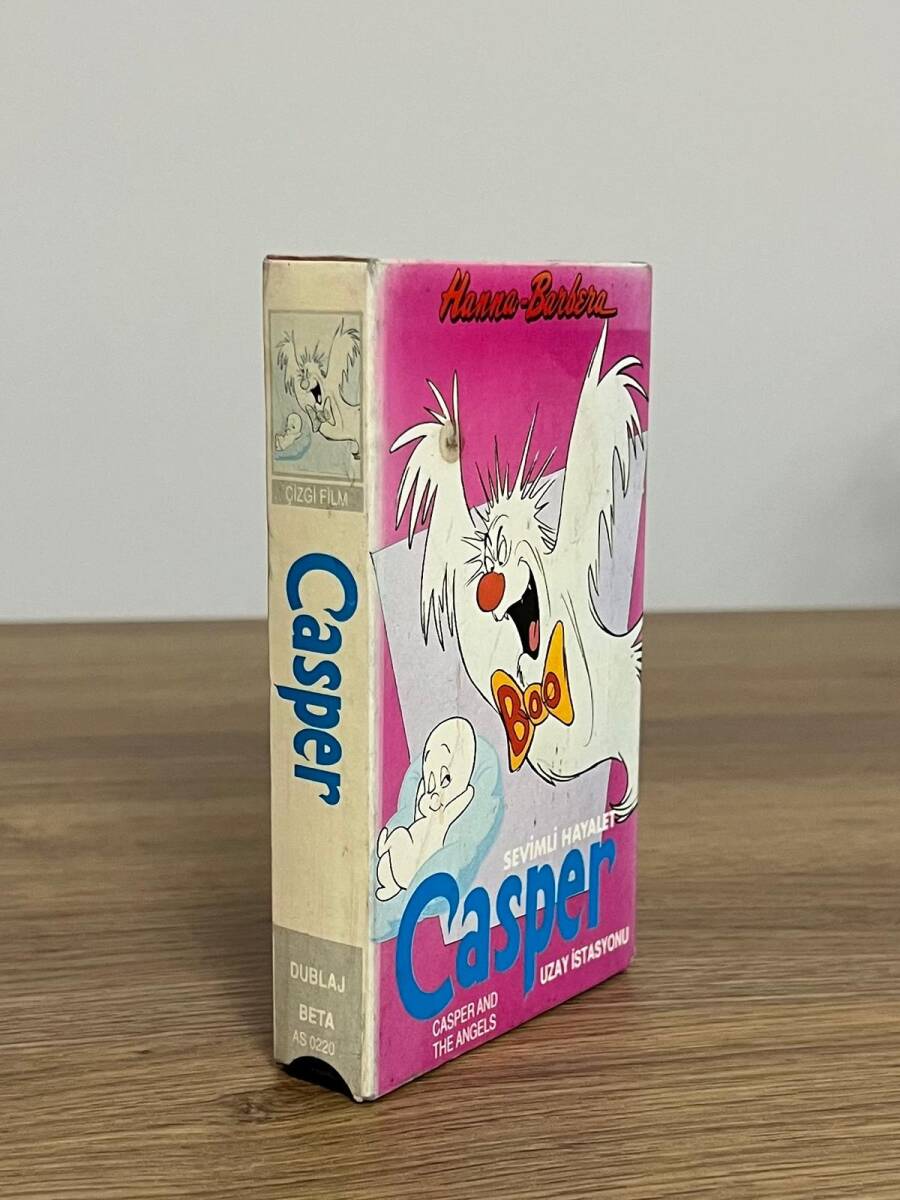 ÇİZGİ FİLM
Casper
DUBLAJ
BETA
AS 0220
Hanna-Barbera
Boo
SEVİMLİ HAYALET
Casper
UZAY İSTASYONU
CASPER AND
THE ANGELS